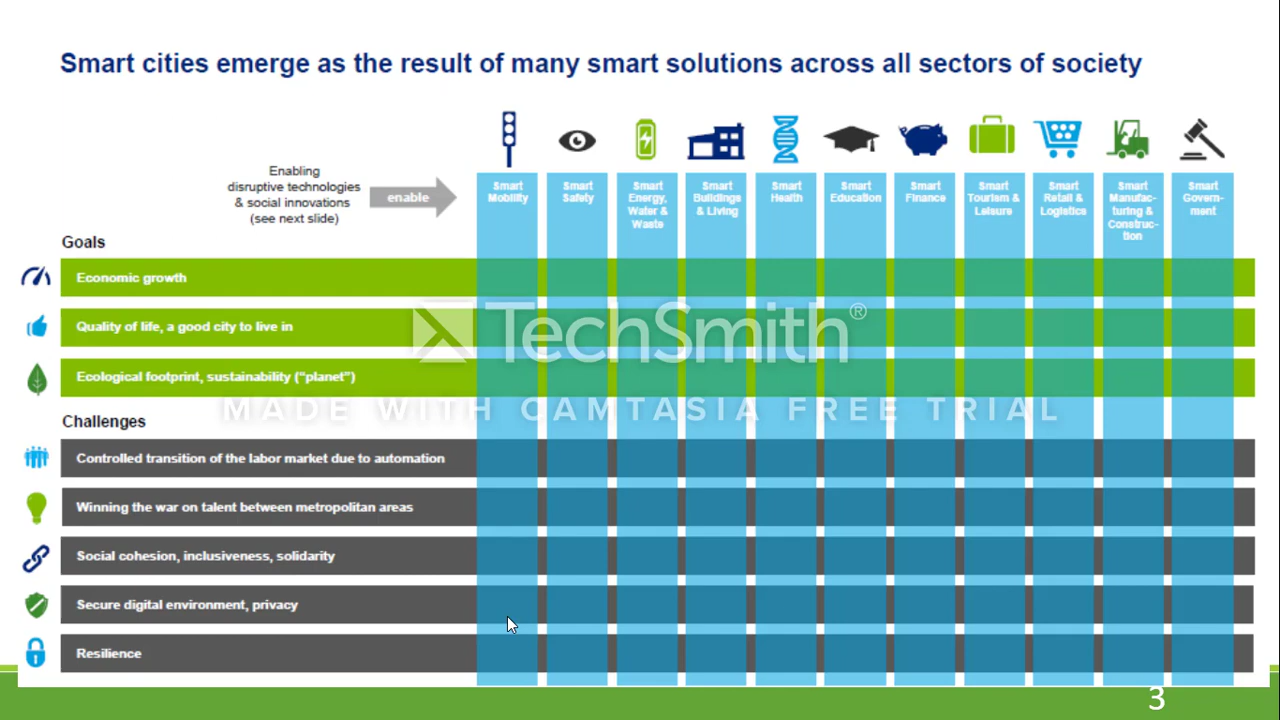 Smart cities emerge as the result of many smart solutions across all sectors of society
Enabling
disruptive technologies
& social innovations
(see next slide)
enable
Smart
Mobility
Smart
Safety
Smart
Energy,
Water &
Waste
Smart
Buildings
& Living
Smart
Health
Smart
Education
Smart
Finance
Smart
Tourism &
Leisure
Smart
Retail &
Logistics
Smart
Manufac-
turing &
Construc-
tion
Smart
Govern-
ment
Goals
Economic growth
Quality of life, a good city to live in
TechSmith®
Ecological footprint, sustainability (“planet”)
MADE WITH CAMTASIA FREE TRIAL
Challenges
Controlled transition of the labor market due to automation
Winning the war on talent between metropolitan areas
Social cohesion, inclusiveness, solidarity
Secure digital environment, privacy
Resilience
3